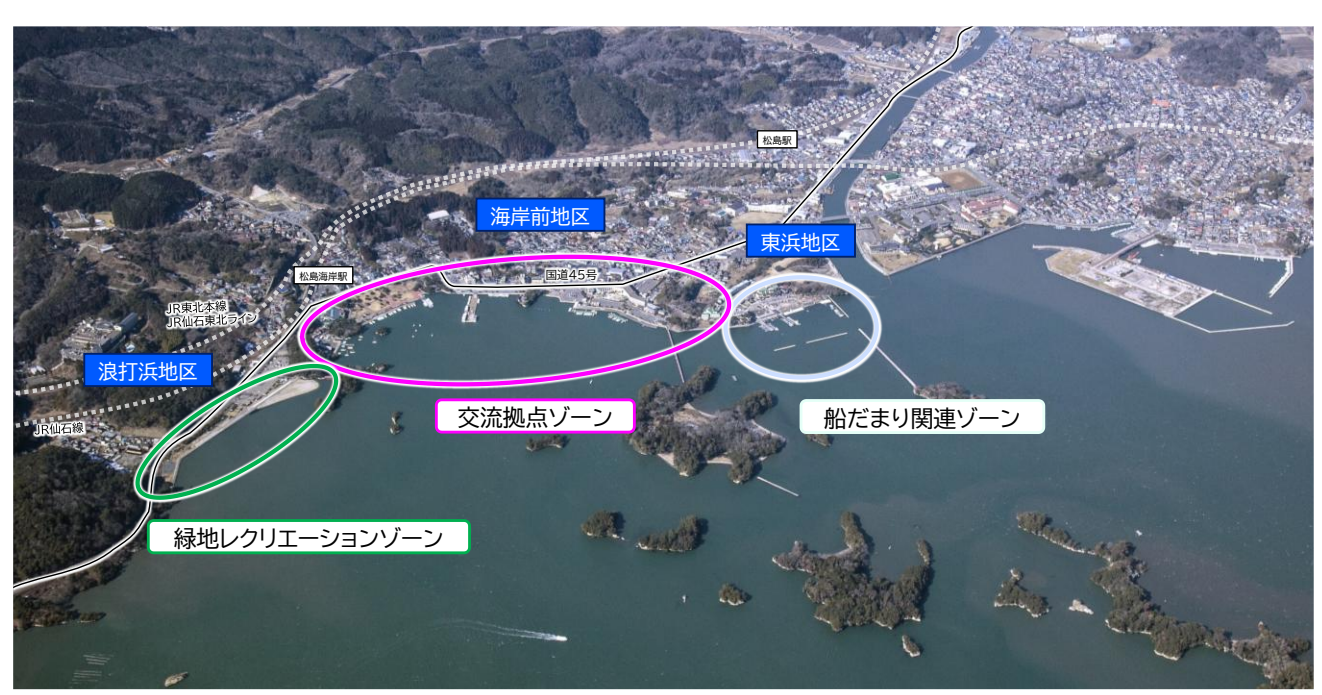 松島駅
海岸前地区
東浜地区
松島海岸駅
国道45号
JR東北本線
JR仙石東北ライン
浪打浜地区
交流拠点ゾーン
船だまり関連ゾーン
JR仙石線
緑地レクリエーションゾーン